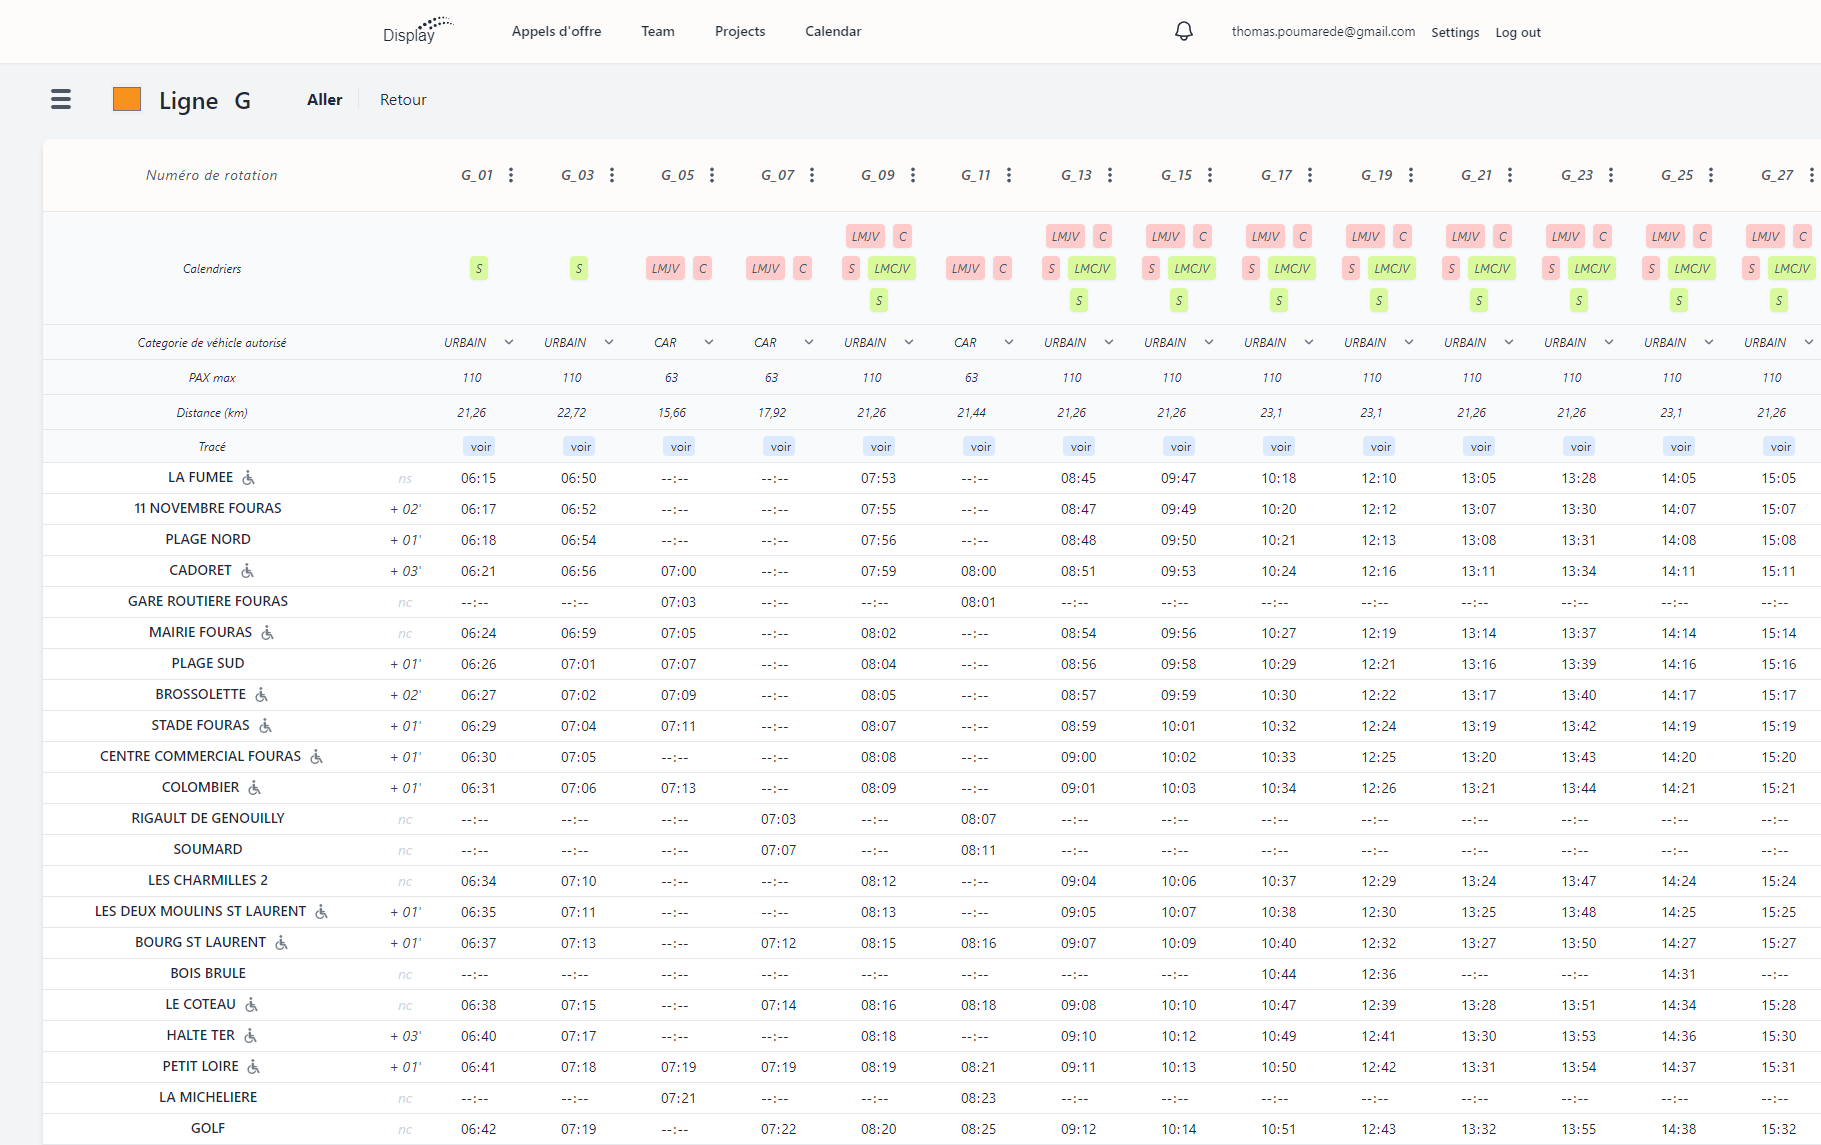 Display Appels d'offre Team Projects Calendar thomas.poumarede@gmail.com Settings Log out
Ligne G Aller Retour
Numéro de rotation G_01 G_03 G_05 G_07 G_09 G_11 G_13 G_15 G_17 G_19 G_21 G_23 G_25 G_27
LMJV C LMJV C LMJV C LMJV C LMJV C LMJV C LMJV C LMJV C LMJV C
Calendriers S S LMJV C LMJV C S LMCJV LMJV C S LMCJV S LMCJV S LMCJV S LMCJV S LMCJV S LMCJV S LMCJV S LMCJV
S S S S S S S S S
Categorie de véhicle autorisé URBAIN URBAIN CAR CAR URBAIN CAR URBAIN URBAIN URBAIN URBAIN URBAIN URBAIN URBAIN URBAIN
PAX max 110 110 63 63 110 63 110 110 110 110 110 110 110 110
Distance (km) 21,26 22,72 15,66 17,92 21,26 21,44 21,26 21,26 23,1 23,1 21,26 21,26 23,1 21,26
Tracé voir voir voir voir voir voir voir voir voir voir voir voir voir voir
LA FUMEE ns 06:15 06:50 --:-- --:-- 07:53 --:-- 08:45 09:47 10:18 12:10 13:05 13:28 14:05 15:05
11 NOVEMBRE FOURAS + 02' 06:17 06:52 --:-- --:-- 07:55 --:-- 08:47 09:49 10:20 12:12 13:07 13:30 14:07 15:07
PLAGE NORD + 01' 06:18 06:54 --:-- --:-- 07:56 --:-- 08:48 09:50 10:21 12:13 13:08 13:31 14:08 15:08
CADORET + 03' 06:21 06:56 07:00 --:-- 07:59 08:00 08:51 09:53 10:24 12:16 13:11 13:34 14:11 15:11
GARE ROUTIERE FOURAS nc --:-- --:-- 07:03 --:-- --:-- 08:01 --:-- --:-- --:-- --:-- --:-- --:-- --:-- --:--
MAIRIE FOURAS nc 06:24 06:59 07:05 --:-- 08:02 --:-- 08:54 09:56 10:27 12:19 13:14 13:37 14:14 15:14
PLAGE SUD + 01' 06:26 07:01 07:07 --:-- 08:04 --:-- 08:56 09:58 10:29 12:21 13:16 13:39 14:16 15:16
BROSSOLETTE + 02' 06:27 07:02 07:09 --:-- 08:05 --:-- 08:57 09:59 10:30 12:22 13:17 13:40 14:17 15:17
STADE FOURAS + 01' 06:29 07:04 07:11 --:-- 08:07 --:-- 08:59 10:01 10:32 12:24 13:19 13:42 14:19 15:19
CENTRE COMMERCIAL FOURAS + 01' 06:30 07:05 --:-- --:-- 08:08 --:-- 09:00 10:02 10:33 12:25 13:20 13:43 14:20 15:20
COLOMBIER + 01' 06:31 07:06 07:13 --:-- 08:09 --:-- 09:01 10:03 10:34 12:26 13:21 13:44 14:21 15:21
RIGAULT DE GENOUILLY nc --:-- --:-- --:-- 07:03 --:-- 08:07 --:-- --:-- --:-- --:-- --:-- --:-- --:-- --:--
SOUMARD nc --:-- --:-- --:-- 07:07 --:-- 08:11 --:-- --:-- --:-- --:-- --:-- --:-- --:-- --:--
LES CHARMILLES 2 nc 06:34 07:10 --:-- --:-- 08:12 --:-- 09:04 10:06 10:37 12:29 13:24 13:47 14:24 15:24
LES DEUX MOULINS ST LAURENT + 01' 06:35 07:11 --:-- --:-- 08:13 --:-- 09:05 10:07 10:38 12:30 13:25 13:48 14:25 15:25
BOURG ST LAURENT + 01' 06:37 07:13 --:-- 07:12 08:15 08:16 09:07 10:09 10:40 12:32 13:27 13:50 14:27 15:27
BOIS BRULE nc --:-- --:-- --:-- --:-- --:-- --:-- --:-- --:-- 10:44 12:36 --:-- --:-- 14:31 --:--
LE COTEAU nc 06:38 07:15 --:-- 07:14 08:16 08:18 09:08 10:10 10:47 12:39 13:28 13:51 14:34 15:28
HALTE TER + 03' 06:40 07:17 --:-- --:-- 08:18 --:-- 09:10 10:12 10:49 12:41 13:30 13:53 14:36 15:30
PETIT LOIRE + 01' 06:41 07:18 07:19 07:19 08:19 08:21 09:11 10:13 10:50 12:42 13:31 13:54 14:37 15:31
LA MICHELIERE nc --:-- --:-- 07:21 --:-- --:-- 08:23 --:-- --:-- --:-- --:-- --:-- --:-- --:-- --:--
GOLF nc 06:42 07:19 --:-- 07:22 08:20 08:25 09:12 10:14 10:51 12:43 13:32 13:55 14:38 15:32